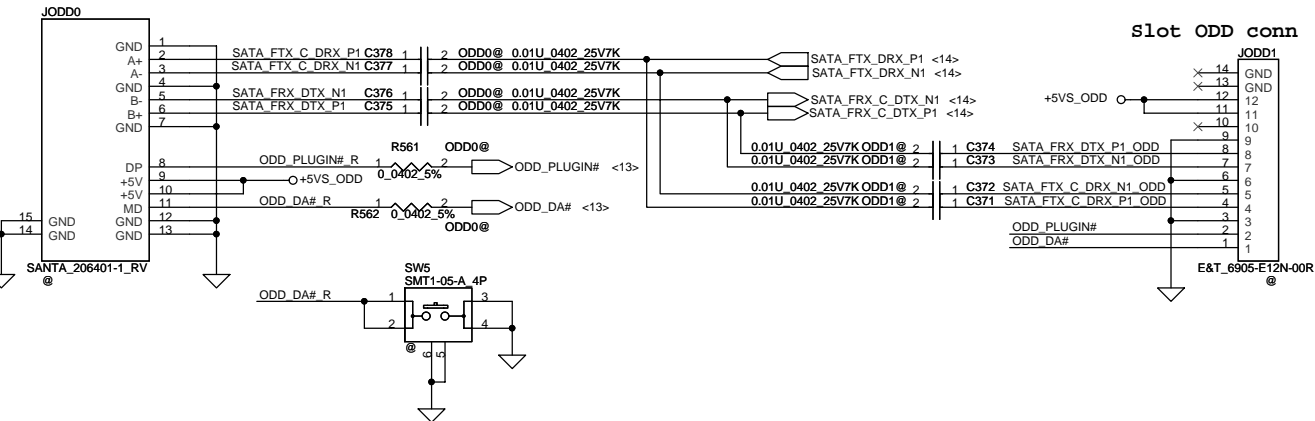 JODD0
Slot ODD conn
JODD1
GND 1
A+ 2 SATA_FTX_C_DRX_P1 C378 1 2 ODD0@ 0.01U_0402_25V7K SATA_FTX_DRX_P1 <14>
A- 3 SATA_FTX_C_DRX_N1 C377 1 2 ODD0@ 0.01U_0402_25V7K SATA_FTX_DRX_N1 <14>
GND 4
B- 5 SATA_FRX_DTX_N1 C376 1 2 ODD0@ 0.01U_0402_25V7K SATA_FRX_C_DTX_N1 <14>
B+ 6 SATA_FRX_DTX_P1 C375 1 2 ODD0@ 0.01U_0402_25V7K SATA_FRX_C_DTX_P1 <14>
GND 7
R561 ODD0@
DP 8 ODD_PLUGIN#_R 1 2 ODD_PLUGIN# <13>
0_0402_5%
+5V 9 +5VS_ODD
+5V 10
MD 11 ODD_DA#_R 1 2 ODD_DA# <13>
R562 0_0402_5%
ODD0@
15 GND GND 12
14 GND GND 13
SANTA_206401-1_RV
@
14 GND
13 GND
+5VS_ODD 12 12
11 11
10 10
9 9
0.01U_0402_25V7K ODD1@ 2 1 C374 SATA_FRX_DTX_P1_ODD 8 8
0.01U_0402_25V7K ODD1@ 2 1 C373 SATA_FRX_DTX_N1_ODD 7 7
6 6
0.01U_0402_25V7K ODD1@ 2 1 C372 SATA_FTX_C_DRX_N1_ODD 5 5
0.01U_0402_25V7K ODD1@ 2 1 C371 SATA_FTX_C_DRX_P1_ODD 4 4
3 3
ODD_PLUGIN# 2 2
ODD_DA# 1 1
E&T_6905-E12N-00R
@
SW5
SMT1-05-A_4P
ODD_DA#_R 1 3
2 4
@
6 5